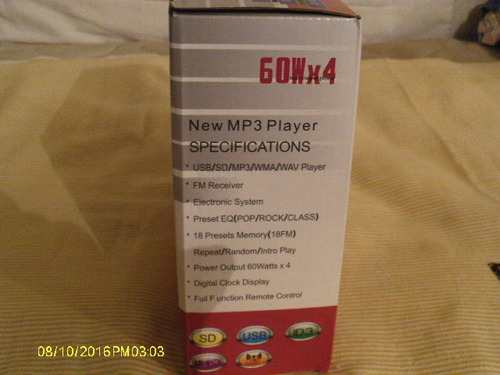 60Wx4
New MP3 Player
SPECIFICATIONS
* USB/SD/MP3/WMA/WAV Player
* FM Receiver
* Electronic System
* Preset EQ(POP/ROCK/CLASS)
* 18 Presets Memory(18FM)
Repeat/Random/Intro Play
* Power Output 60Watts x 4
* Digital Clock Display
* Full F unction Remote Control
SD USB ID3
08/10/2016PM03:03